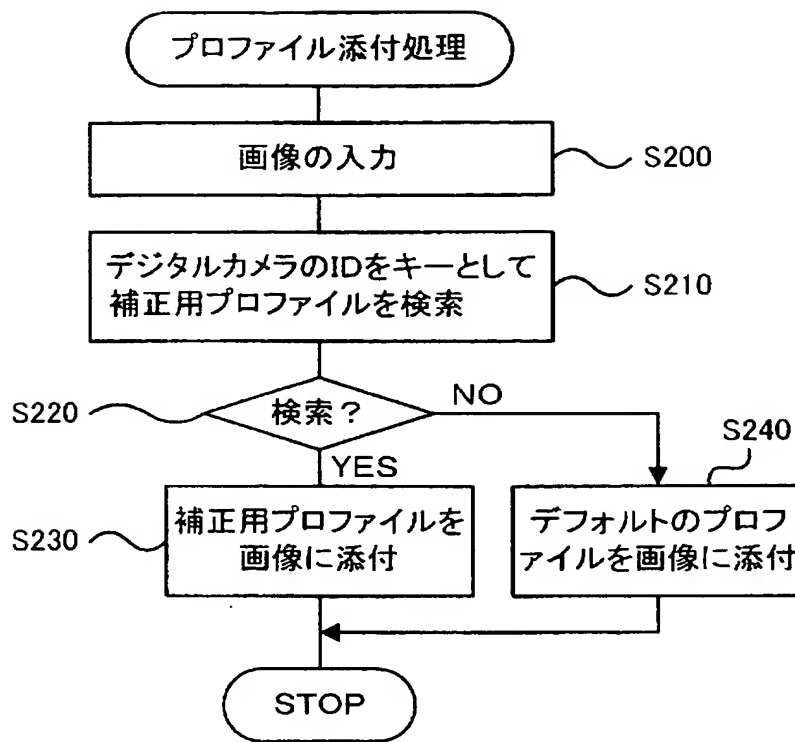 プロファイル添付処理
画像の入力
S200
デジタルカメラのIDをキーとして
補正用プロファイルを検索
S210
S220
検索?
NO
YES
S230
補正用プロファイルを
画像に添付
S240
デフォルトのプロフ
ァイルを画像に添付
STOP